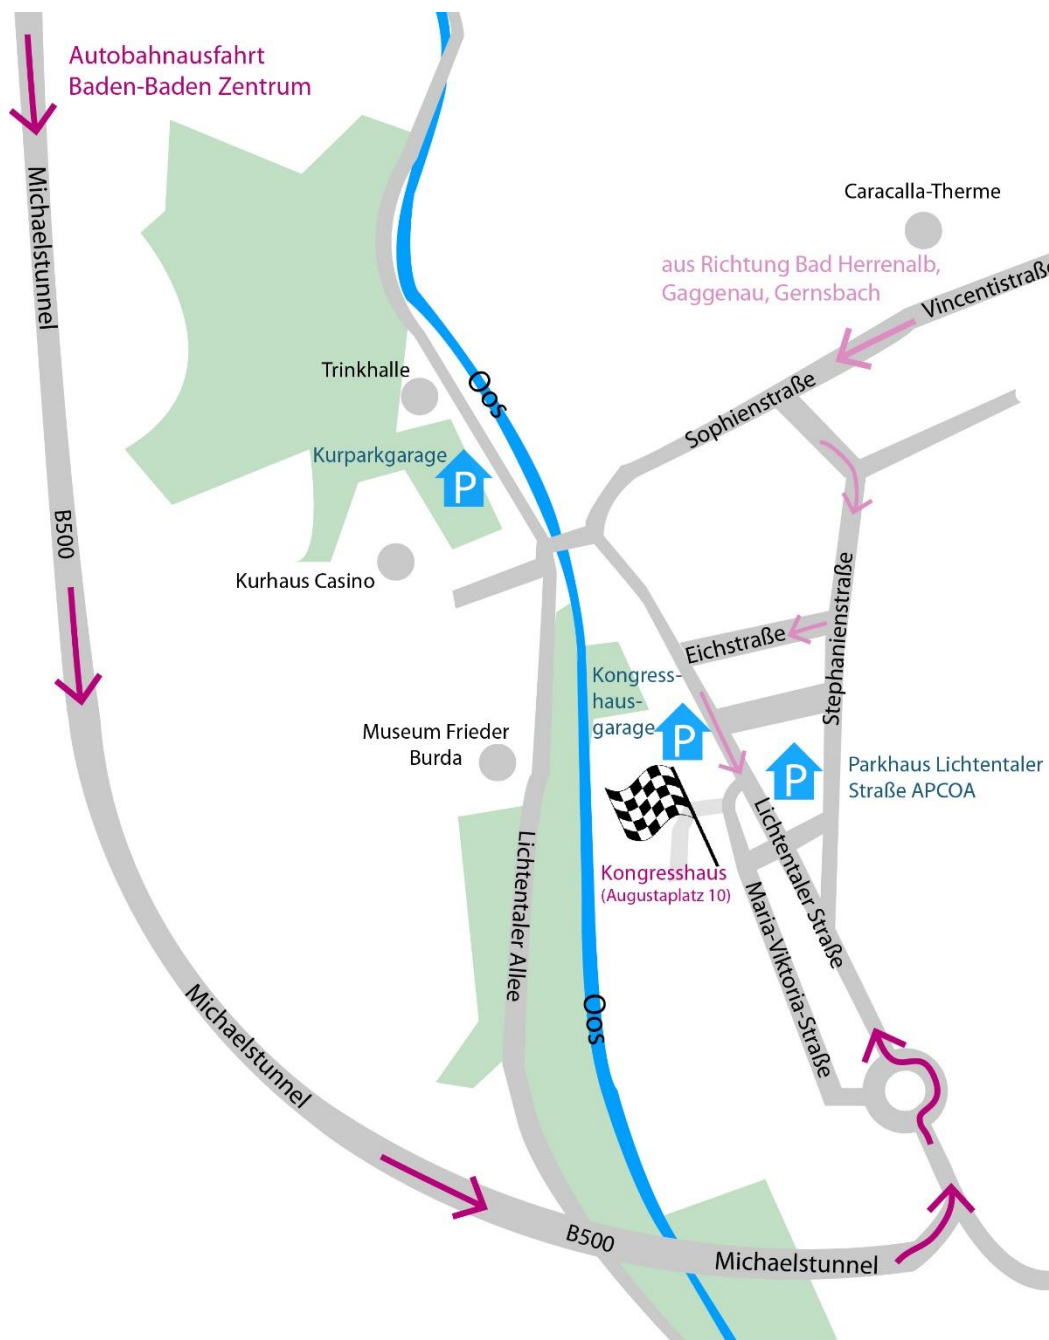 Autobahnausfahrt
Baden-Baden Zentrum
Michaelstunnel
Caracalla-Therme
aus Richtung Bad Herrenalb,
Gaggenau, Gernsbach
Vincentistraße
Trinkhalle
Oos
Sophienstraße
Kurparkgarage
P
B500
Kurhaus Casino
Eichstraße
Stephanienstraße
Kongress-
haus-
garage
P
Museum Frieder
Burda
P
Parkhaus Lichtentaler
Straße APCOA
Lichtentaler Straße
Kongresshaus
(Augustaplatz 10)
Lichtentaler Allee
Maria-Viktoria-Straße
Oos
Michaelstunnel
B500
Michaelstunnel